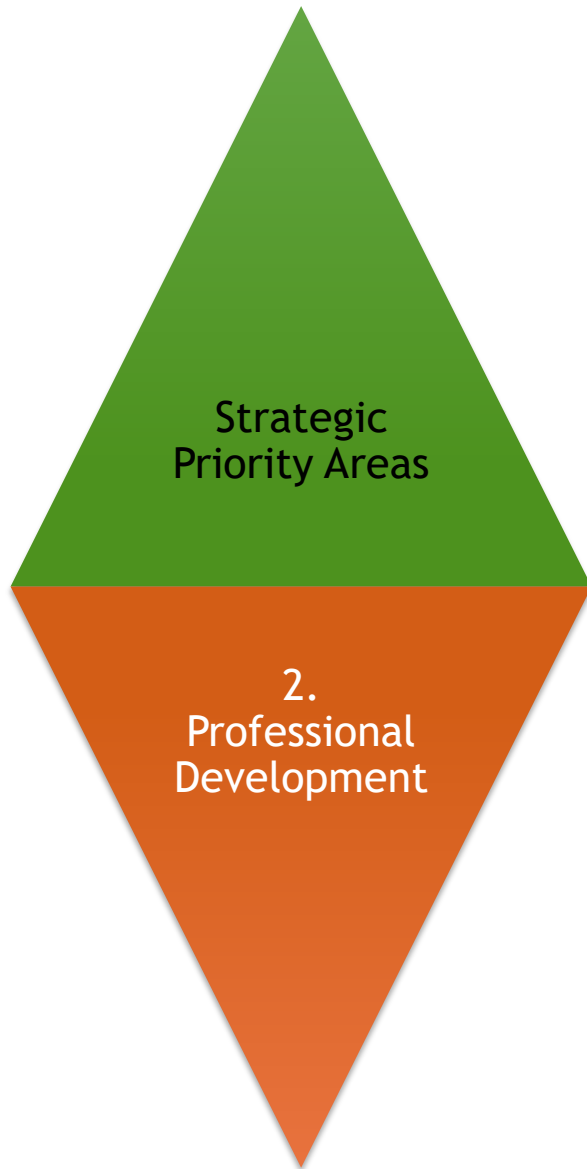 Strategic
Priority Areas
2.
Professional
Development